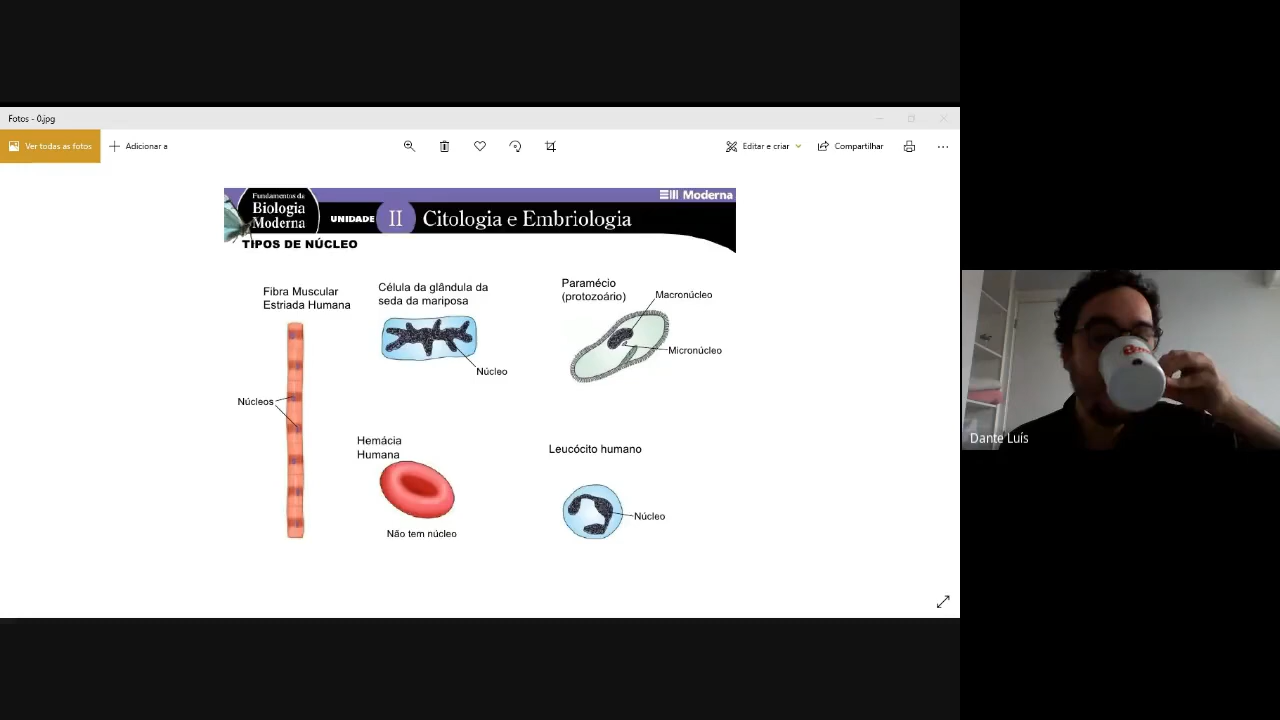 Fotos - 0.jpg
Ver todas as fotos
Adicionar a
Editar e criar
Compartilhar
Fundamentos da
Biologia
Moderna
Moderna
UNIDADE II Citologia e Embriologia
TIPOS DE NÚCLEO
Fibra Muscular
Estriada Humana
Núcleos
Célula da glândula da
seda da mariposa
Núcleo
Paramécio
(protozoário)
Macronúcleo
Micronúcleo
Hemácia
Humana
Não tem núcleo
Leucócito humano
Núcleo
Dante Luís